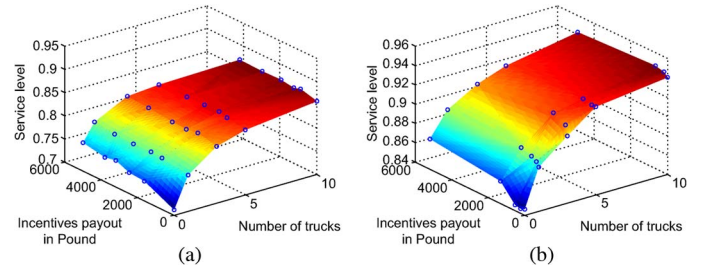 0.95
0.9
0.85
0.8
0.75
0.7
6000
4000
2000
0
0
5
10
Service level
Incentives payout
in Pound
Number of trucks
(a)
0.96
0.94
0.92
0.9
0.88
0.86
0.84
6000
4000
2000
0
0
5
10
Service level
Incentives payout
in Pound
Number of trucks
(b)